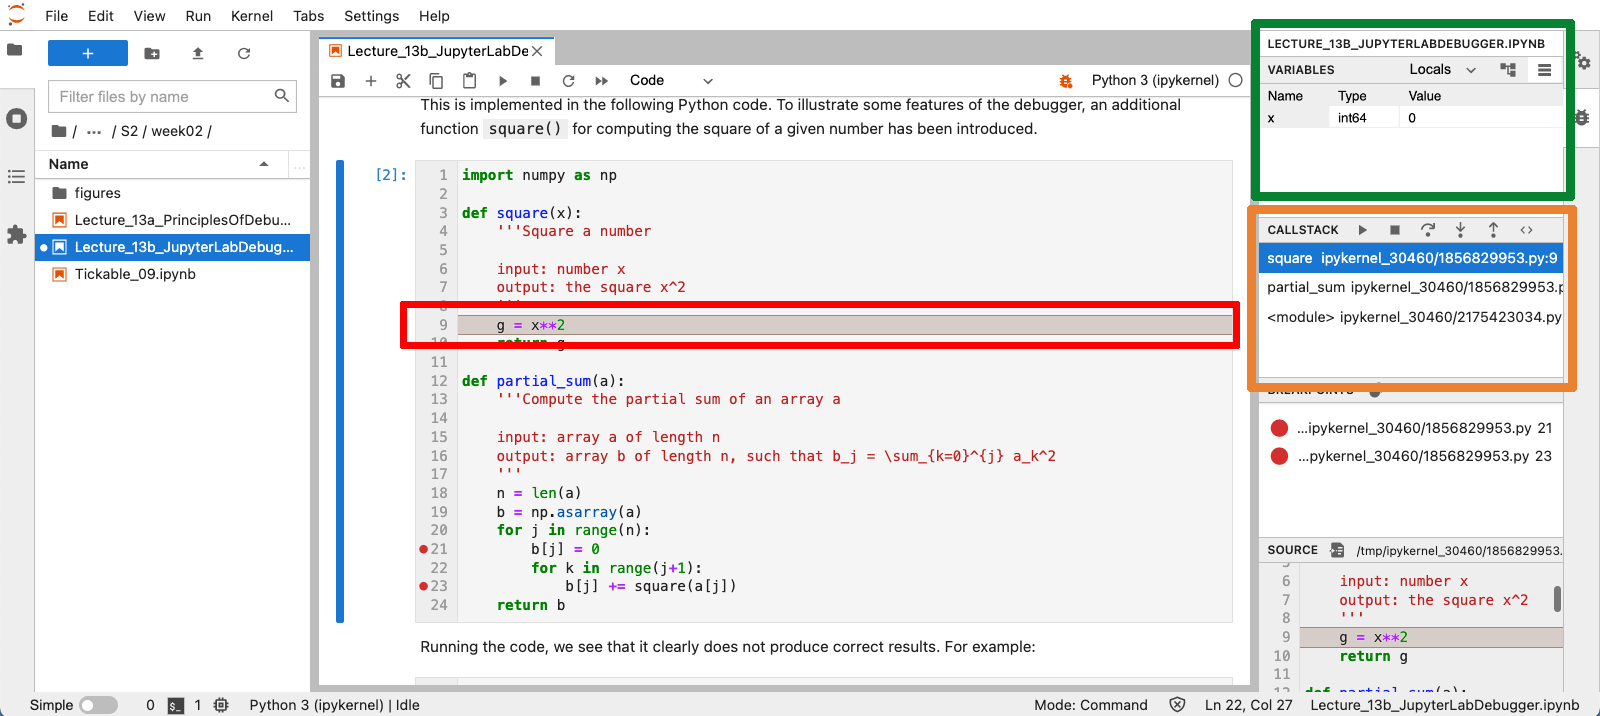 File Edit View Run Kernel Tabs Settings Help
+
Filter files by name
/ ... / S2 / week02 /
Name
...
figures
Lecture_13a_PrinciplesOfDebu...
Lecture_13b_JupyterLabDebug...
Tickable_09.ipynb
Lecture_13b_JupyterLabDe
Code
Python 3 (ipykernel)
This is implemented in the following Python code. To illustrate some features of the debugger, an additional
function square() for computing the square of a given number has been introduced.
[2]:
1 import numpy as np
2
3 def square(x):
4     '''Square a number
5
6     input: number x
7     output: the square x^2
8     '''
9     g = x**2
10     return g
11
12 def partial_sum(a):
13     '''Compute the partial sum of an array a
14
15     input: array a of length n
16     output: array b of length n, such that b_j = \sum_{k=0}^{j} a_k^2
17     '''
18     n = len(a)
19     b = np.asarray(a)
20     for j in range(n):
21         b[j] = 0
22         for k in range(j+1):
23             b[j] += square(a[j])
24     return b
Running the code, we see that it clearly does not produce correct results. For example:
LECTURE_13B_JUPYTERLABDEBUGGER.IPYNB
VARIABLES Locals
Name Type Value
x int64 0
CALLSTACK
square ipykernel_30460/1856829953.py:9
partial_sum ipykernel_30460/1856829953.p
<module> ipykernel_30460/2175423034.py
BREAKPOINTS
...ipykernel_30460/1856829953.py 21
...pykernel_30460/1856829953.py 23
SOURCE /tmp/ipykernel_30460/1856829953.
5
6     input: number x
7     output: the square x^2
8     '''
9     g = x**2
10     return g
11
12 def partial_sum(a):
Simple 0 $_ 1 Python 3 (ipykernel) | Idle
Mode: Command Ln 22, Col 27 Lecture_13b_JupyterLabDebugger.ipynb